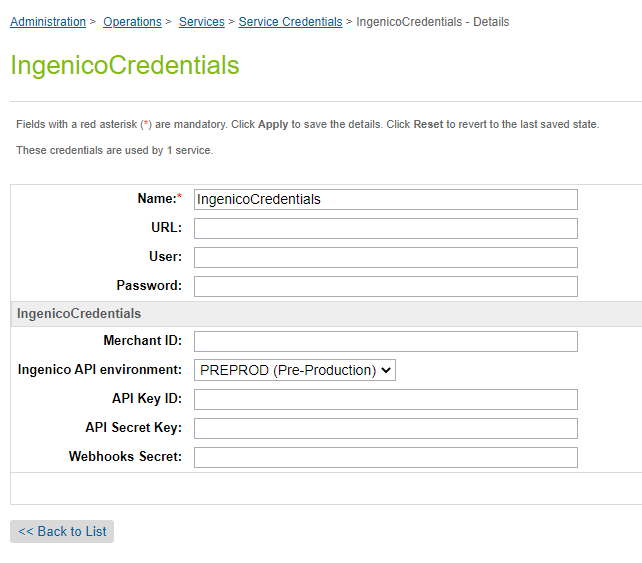 Administration > Operations > Services > Service Credentials > IngenicoCredentials - Details
IngenicoCredentials
Fields with a red asterisk (*) are mandatory. Click Apply to save the details. Click Reset to revert to the last saved state.
These credentials are used by 1 service.
Name:* IngenicoCredentials
URL:
User:
Password:
IngenicoCredentials
Merchant ID:
Ingenico API environment: PREPROD (Pre-Production)
API Key ID:
API Secret Key:
Webhooks Secret:
<< Back to List